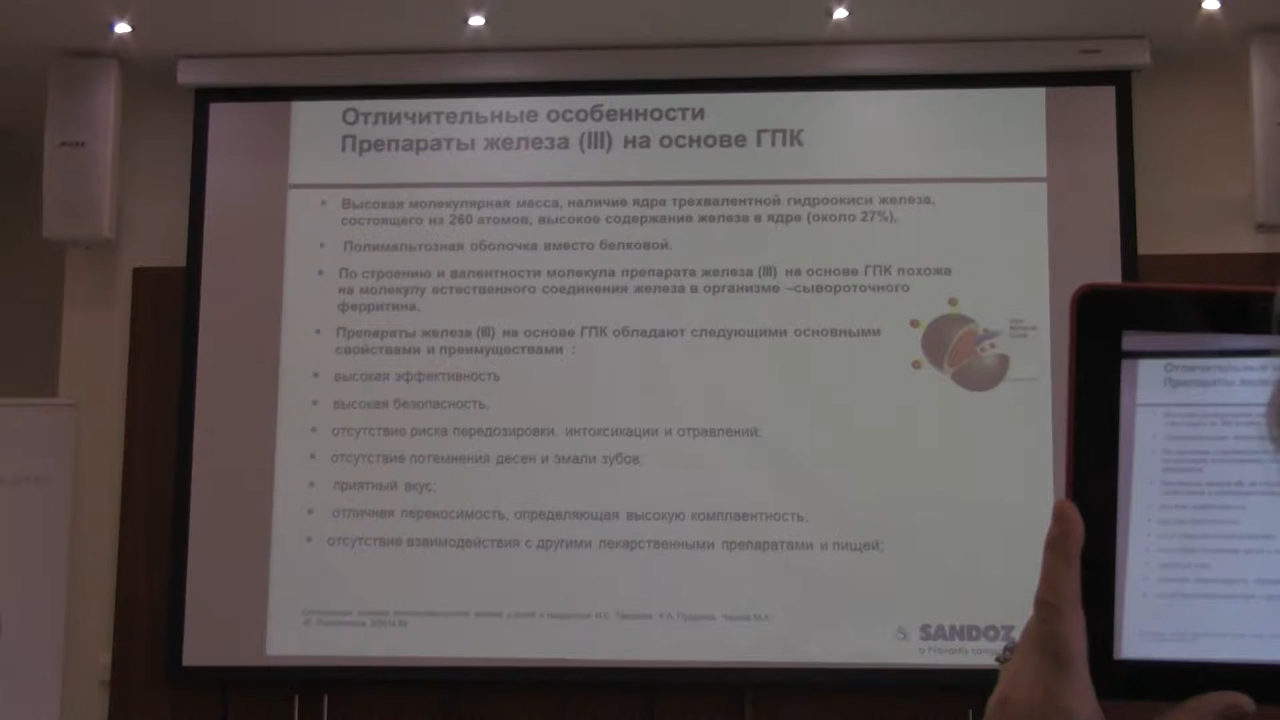 Отличительные особенности
Препараты железа (III) на основе ГПК
Высокая молекулярная масса, наличие ядра трехвалентной гидроокиси железа,
состоящего из 260 атомов, высокое содержание железа в ядре (около 27%),
Полимальтозная оболочка вместо белковой.
По строению и валентности молекула препарата железа (III) на основе ГПК похожа
на молекулу естественного соединения железа в организме –сывороточного
ферритина.
Препараты железа (III) на основе ГПК обладают следующими основными
свойствами и преимуществами :
высокая эффективность
высокая безопасность,
отсутствие риска передозировки, интоксикации и отравлений;
отсутствие потемнения десен и эмали зубов;
приятный вкус;
отличная переносимость, определяющая высокую комплаентность;
отсутствие взаимодействия с другими лекарственными препаратами и пищей;
SANDOZ
a Novartis